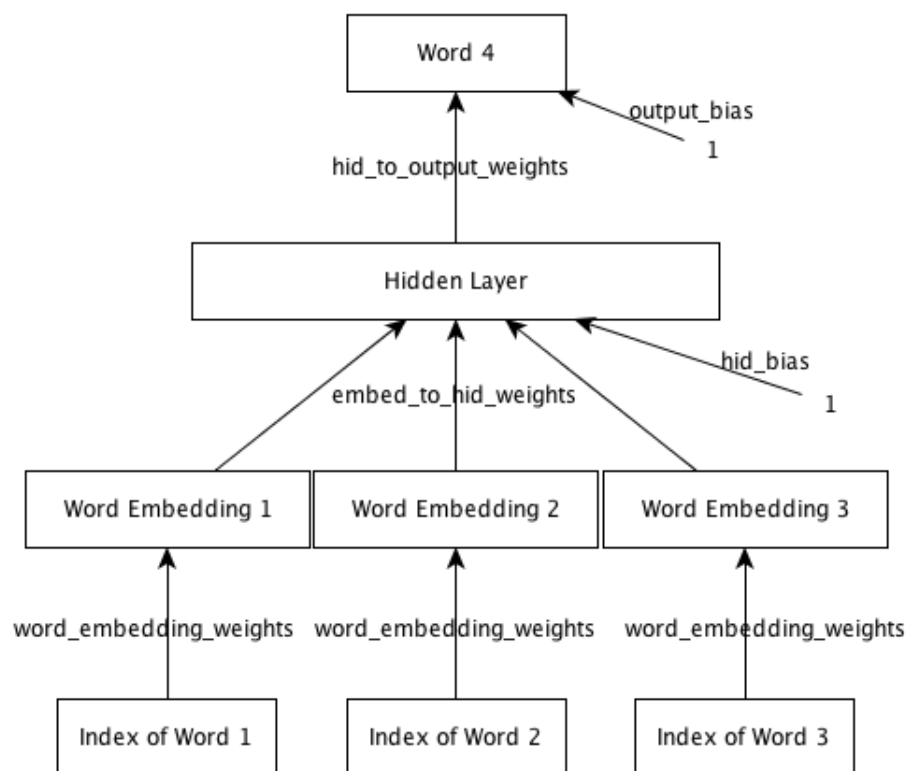 Word 4
output_bias
1
hid_to_output_weights
Hidden Layer
hid_bias
embed_to_hid_weights
1
Word Embedding 1 Word Embedding 2 Word Embedding 3
word_embedding_weights word_embedding_weights word_embedding_weights
Index of Word 1 Index of Word 2 Index of Word 3